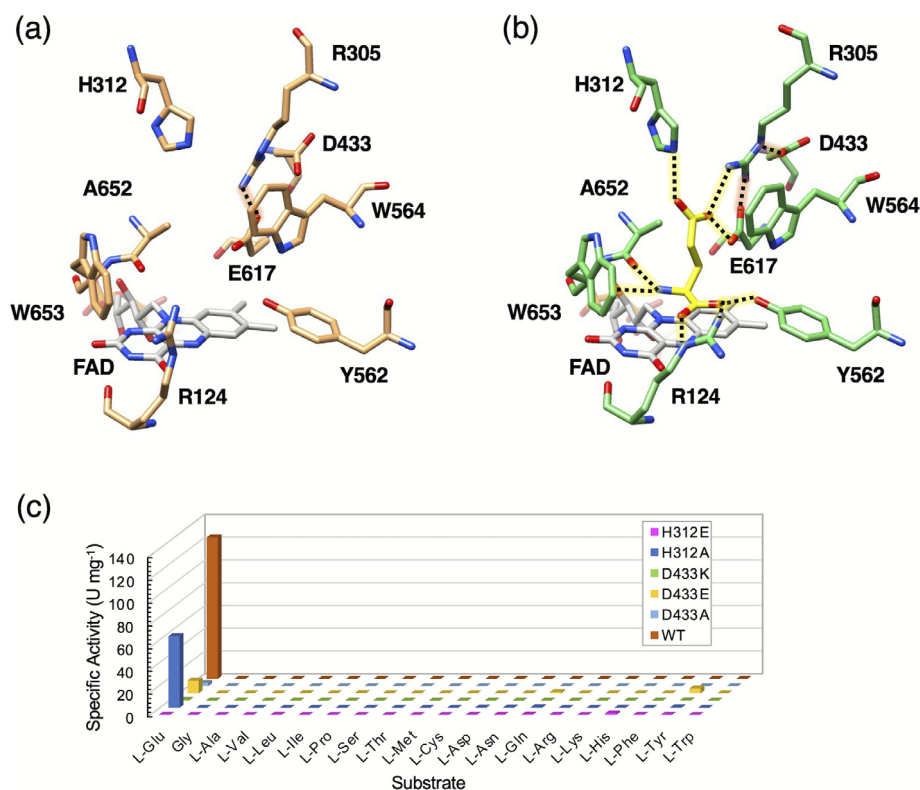 (a)
R305
H312
D433
A652
W564
E617
W653
FAD
Y562
R124
(b)
R305
H312
D433
A652
W564
E617
W653
FAD
Y562
R124
(c)
Specific Activity (U mg-1)
140
120
100
80
60
40
20
0
H312E
H312A
D433K
D433E
D433A
WT
L-Glu
Gly
L-Ala
L-Val
L-Leu
L-Ile
L-Pro
L-Ser
L-Thr
L-Met
L-Cys
L-Asp
L-Asn
L-Gln
L-Arg
L-Lys
L-His
L-Phe
L-Tyr
L-Trp
Substrate